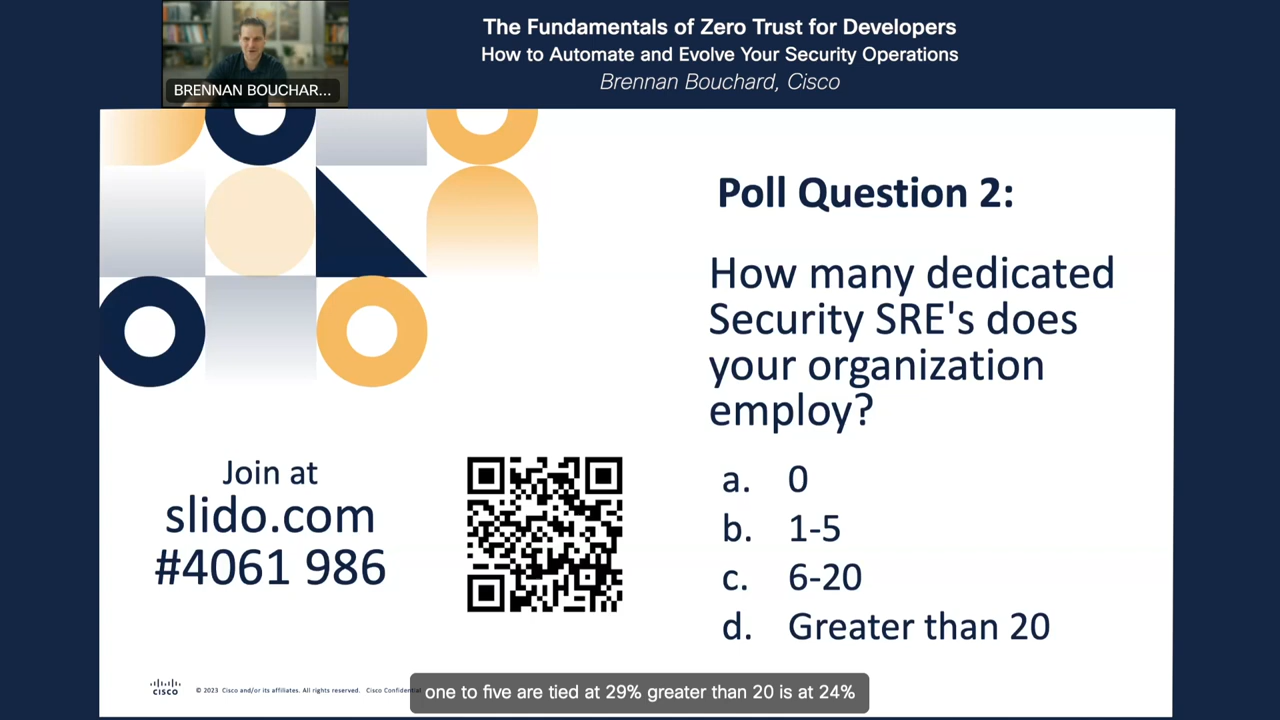 The Fundamentals of Zero Trust for Developers
How to Automate and Evolve Your Security Operations
Brennan Bouchard, Cisco
BRENNAN BOUCHAR...
Poll Question 2:
How many dedicated
Security SRE's does
your organization
employ?
a. 0
b. 1-5
c. 6-20
d. Greater than 20
Join at
slido.com
#4061 986
CISCO
© 2023 Cisco and/or its affiliates. All rights reserved. Cisco
one to five are tied at 29% greater than 20 is at 24%